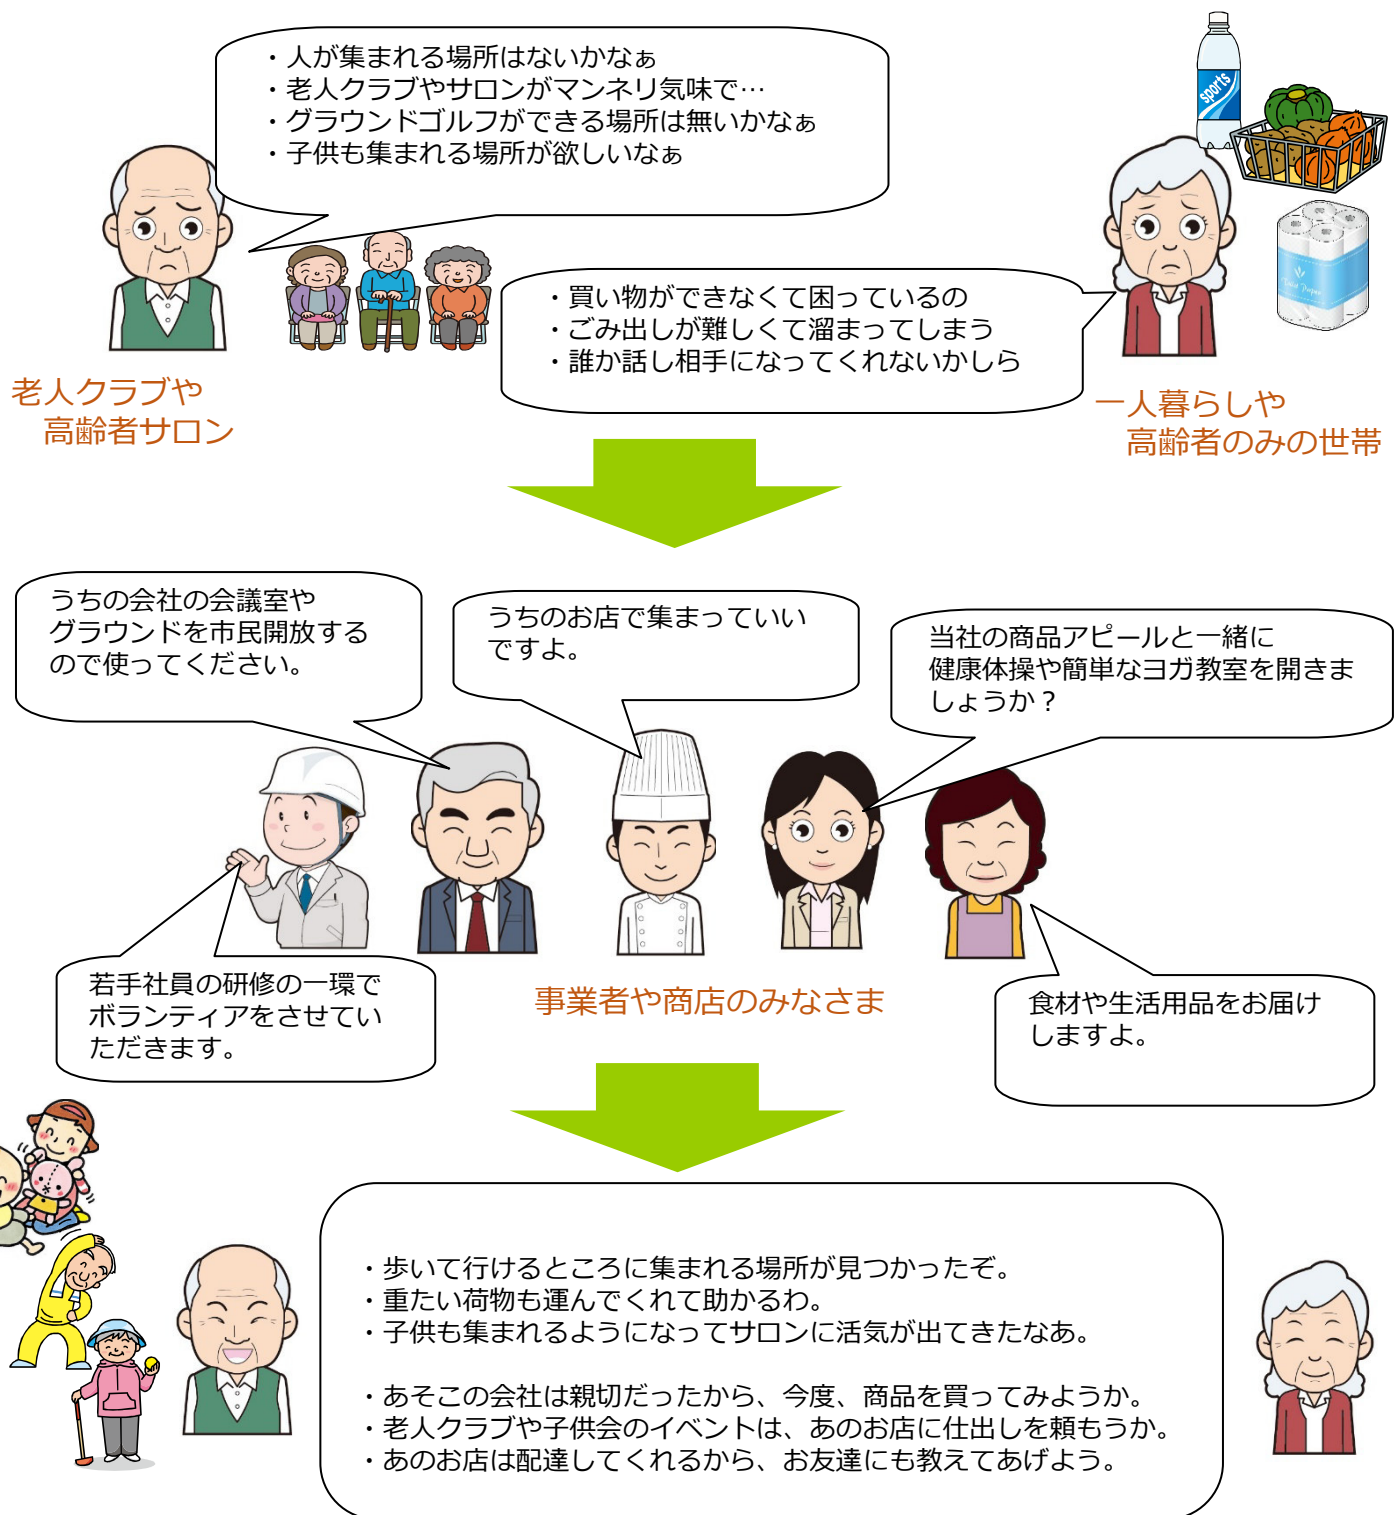 ・人が集まれる場所はないかなぁ
・老人クラブやサロンがマンネリ気味で…
・グラウンドゴルフができる場所は無いかなぁ
・子供も集まれる場所が欲しいなぁ
sports
Toilet Paper
・買い物ができなくて困っているの
・ごみ出しが難しくて溜まってしまう
・誰か話し相手になってくれないかしら
老人クラブや
高齢者サロン
一人暮らしや
高齢者のみの世帯
うちの会社の会議室や
グラウンドを市民開放する
ので使ってください。
うちのお店で集まっていい
ですよ。
当社の商品アピールと一緒に
健康体操や簡単なヨガ教室を開きま
しょうか？
若手社員の研修の一環で
ボランティアをさせてい
ただきます。
事業者や商店のみなさま
食材や生活用品をお届け
しますよ。
・歩いて行けるところに集まれる場所が見つかったぞ。
・重たい荷物も運んでくれて助かるわ。
・子供も集まれるようになってサロンに活気が出てきたなあ。
・あそこの会社は親切だったから、今度、商品を買ってみようか。
・老人クラブや子供会のイベントは、あのお店に仕出しを頼もうか。
・あのお店は配達してくれるから、お友達にも教えてあげよう。